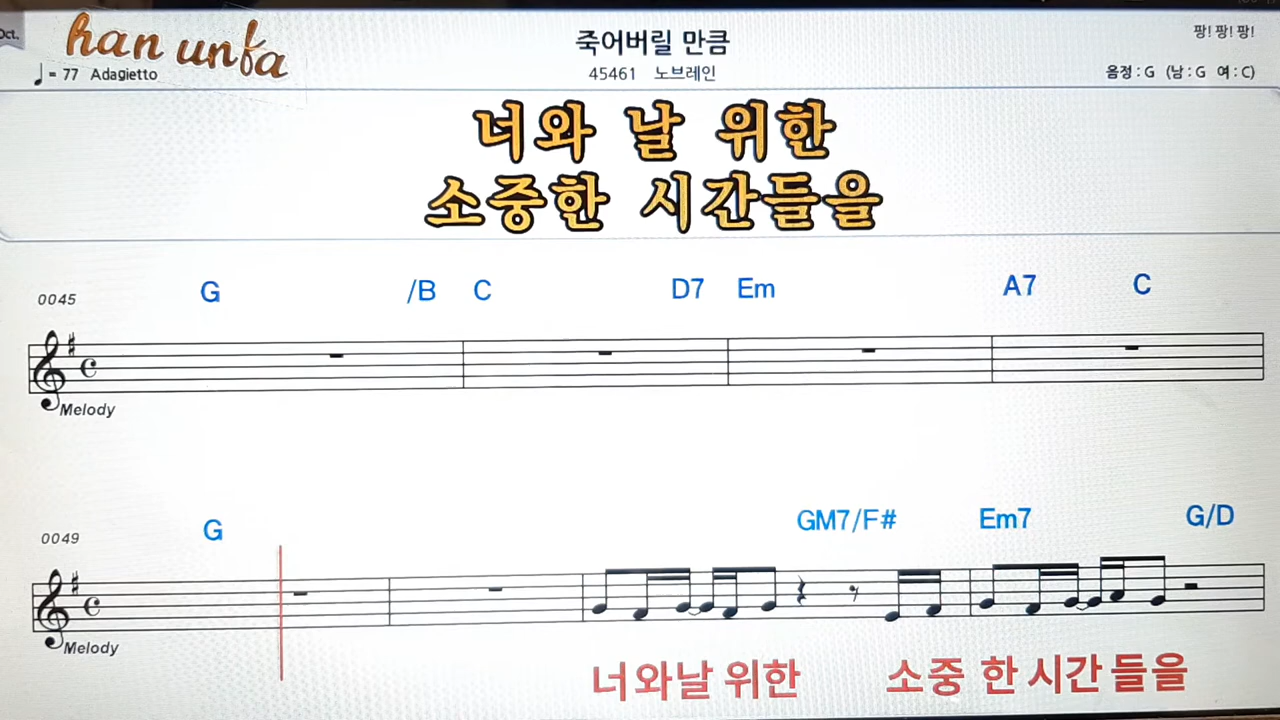 Oct.
han unfa
♩= 77 Adagietto
죽어버릴 만큼
45461 노브레인
팡! 팡! 팡!
음정 : G (남 : G 여 : C)
너와 날 위한
소중한 시간들을
0045
G /B C D7 Em A7 C
Melody
0049
G GM7/F# Em7 G/D
Melody
너와날 위한 소중 한 시간 들을